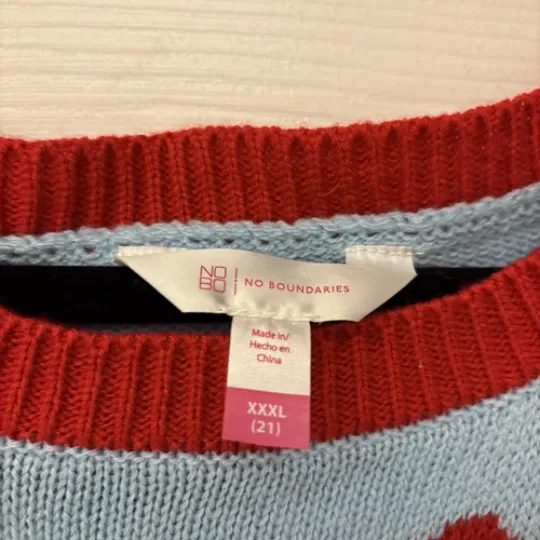 NO
BO
NO BOUNDARIES
Made in/
Hecho en
China
XXXL
(21)